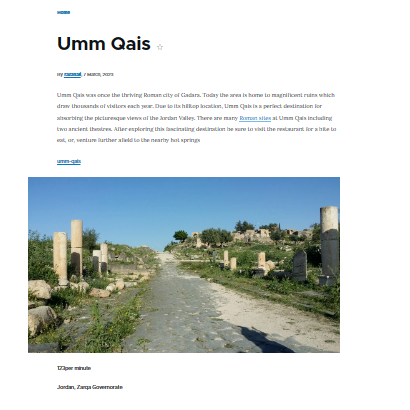 Home
Umm Qais
7 March, 2023
Umm Qais was once the thriving Roman city of Gadara. Today the area is home to magnificent ruins which
draw thousands of visitors each year. Due to its hilltop location, Umm Qais is a perfect destination for
absorbing the picturesque views of the Jordan Valley. There are many Roman sites at Umm Qais including
two ancient theatres. After exploring this fascinating destination be sure to visit the restaurant for a bite to
eat, or, venture further afield to the nearby hot springs
umm-qais
123per minute
Jordan, Zarqa Governorate